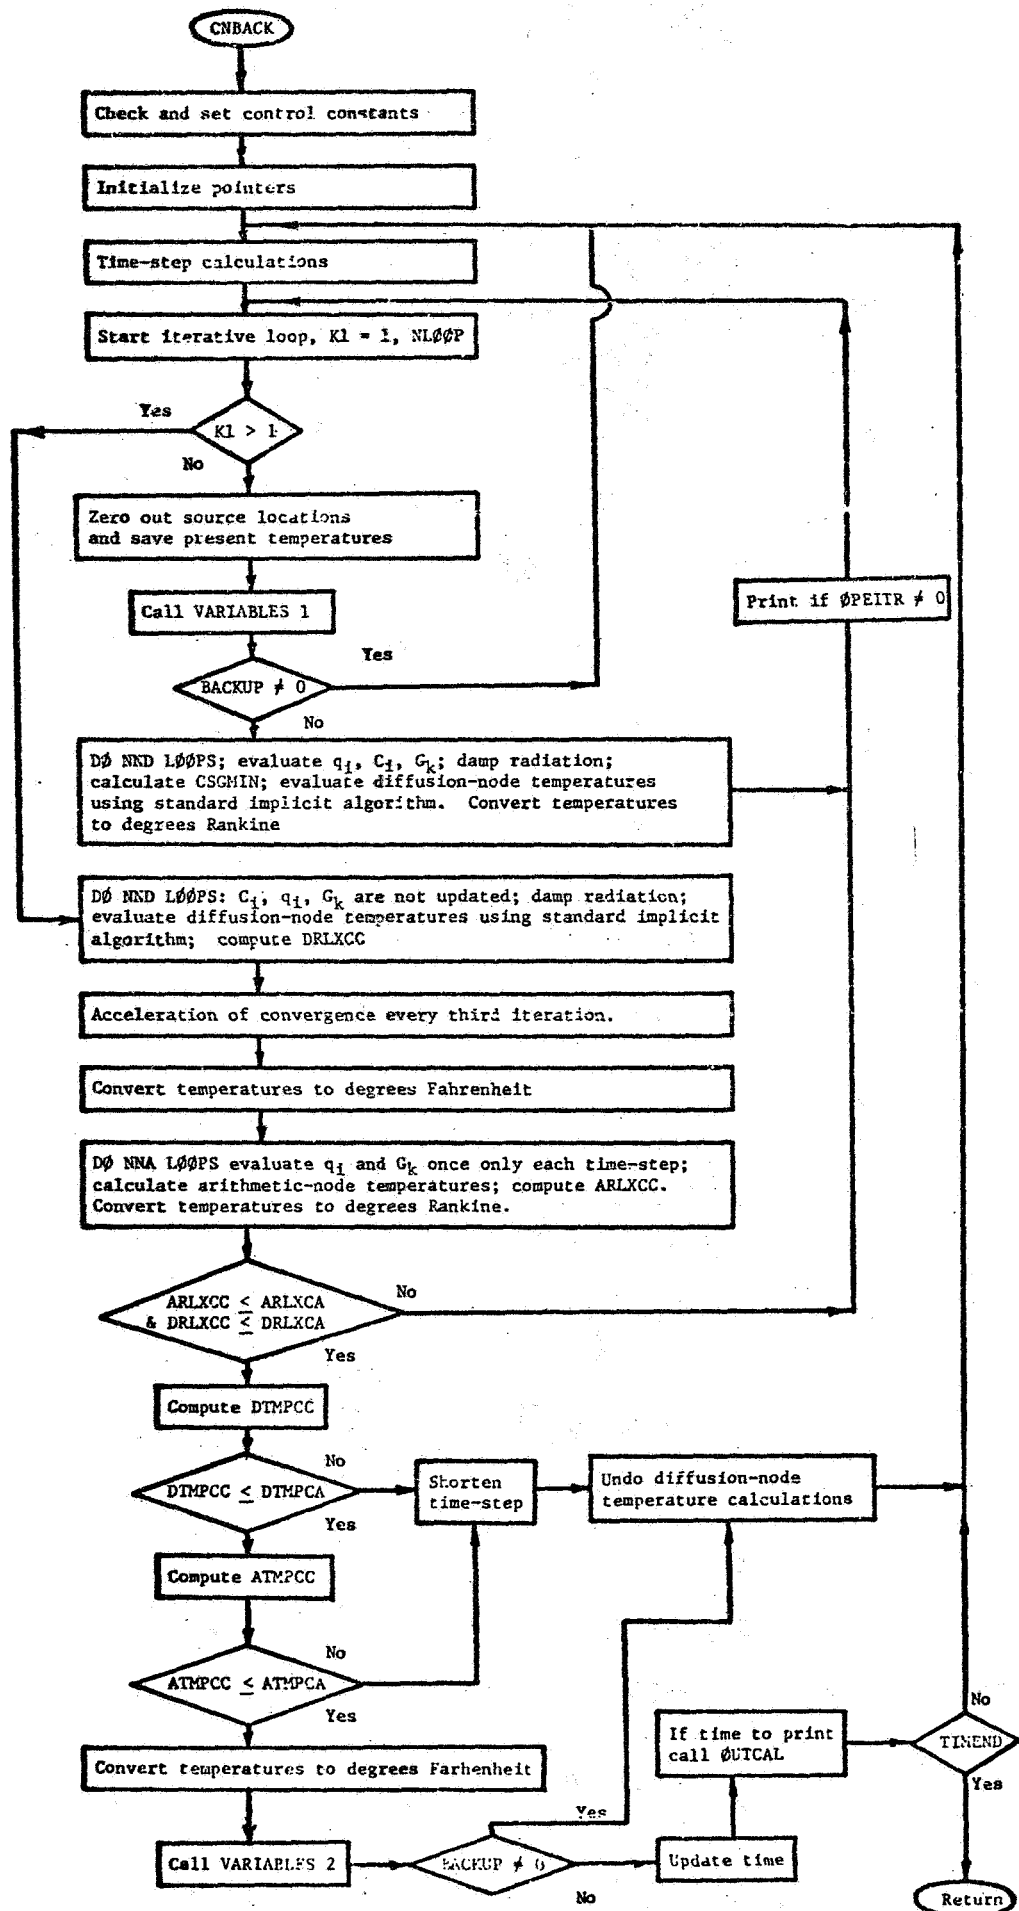 CNBACK
Check and set control constants
Initialize pointers
Time-step calculations
Start iterative loop, K1 = 1, NLØØP
Yes
K1 > 1
No
Zero out source locations
and save present temperatures
Call VARIABLES 1
Print if ØPEITR ≠ 0
Yes
BACKUP ≠ 0
No
DØ NND LØØPS; evaluate qi, Ci, Gk; damp radiation;
calculate CSGMIN; evaluate diffusion-node temperatures
using standard implicit algorithm. Convert temperatures
to degrees Rankine
DØ NND LØØPS: Ci, qi, Gk are not updated; damp radiation;
evaluate diffusion-node temperatures using standard implicit
algorithm; compute DRLXCC
Acceleration of convergence every third iteration.
Convert temperatures to degrees Fahrenheit
DØ NNA LØØPS evaluate qi and Gk once only each time-step;
calculate arithmetic-node temperatures; compute ARLXCC.
Convert temperatures to degrees Rankine.
No
ARLXCC ≤ ARLXCA
& DRLXCC ≤ DRLXCA
Yes
Compute DTMPCC
No
DTMPCC ≤ DTMPCA
Yes
Shorten
time-step
Undo diffusion-node
temperature calculations
Compute ATMPCC
No
ATMPCC ≤ ATMPCA
Yes
If time to print
call ØUTCAL
No
TIMEND
Yes
Convert temperatures to degrees Farhenheit
Yes
Call VARIABLES 2
BACKUP ≠ 0
No
Update time
Return